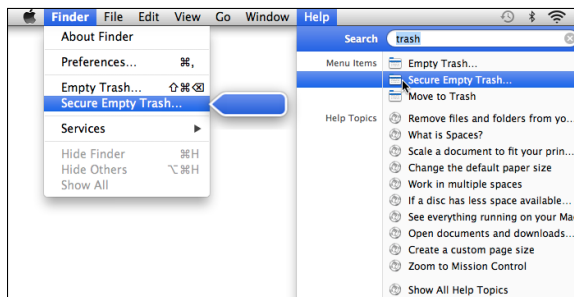 Finder File Edit View Go Window Help
About Finder
Preferences... ⌘,
Empty Trash... ⇧⌘⌫
Secure Empty Trash...
Services ▶
Hide Finder ⌘H
Hide Others ⌥⌘H
Show All
Search trash
Menu Items Empty Trash...
Secure Empty Trash...
Move to Trash
Help Topics Remove files and folders from yo...
What is Spaces?
Scale a document to fit your prin...
Change the default paper size
Work in multiple spaces
If a disc has less space available...
See everything running on your Ma
Open documents and downloads...
Create a custom page size
Zoom to Mission Control
Show All Help Topics